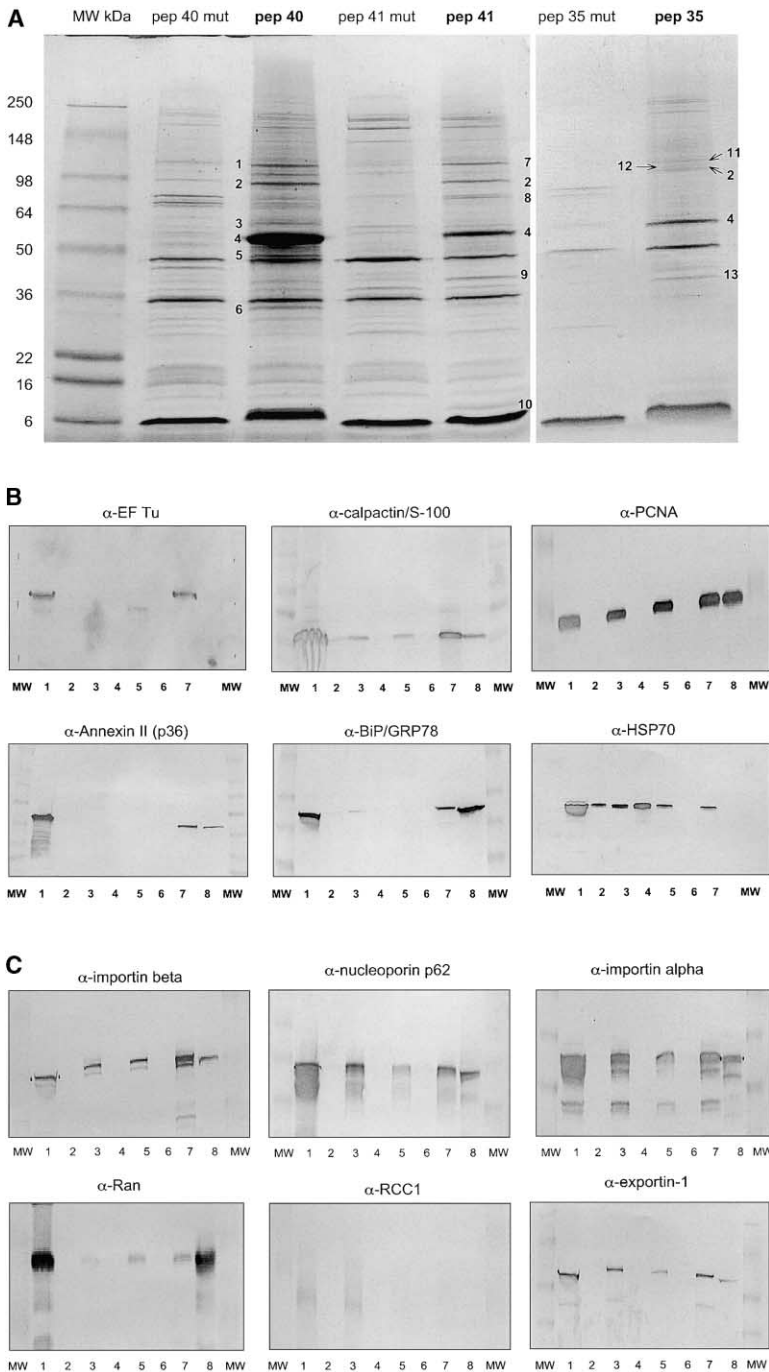 A
MW kDa pep 40 mut pep 40 pep 41 mut pep 41 pep 35 mut pep 35
250
148
98
64
50
36
22
16
6
1
2
3
4
5
6
7
2
8
4
9
10
12
11
2
4
13
B
α-EF Tu
MW 1 2 3 4 5 6 7 MW
α-calpactin/S-100
MW 1 2 3 4 5 6 7 8 MW
α-PCNA
MW 1 2 3 4 5 6 7 8 MW
α-Annexin II (p36)
MW 1 2 3 4 5 6 7 8 MW
α-BiP/GRP78
MW 1 2 3 4 5 6 7 8 MW
α-HSP70
MW 1 2 3 4 5 6 7 MW
C
α-importin beta
MW 1 2 3 4 5 6 7 8 MW
α-nucleoporin p62
MW 1 2 3 4 5 6 7 8 MW
α-importin alpha
MW 1 2 3 4 5 6 7 8 MW
α-Ran
MW 1 2 3 4 5 6 7 8 MW
α-RCC1
MW 1 2 3 4 5 6 7 8 MW
α-exportin-1
MW 1 2 3 4 5 6 7 8 MW